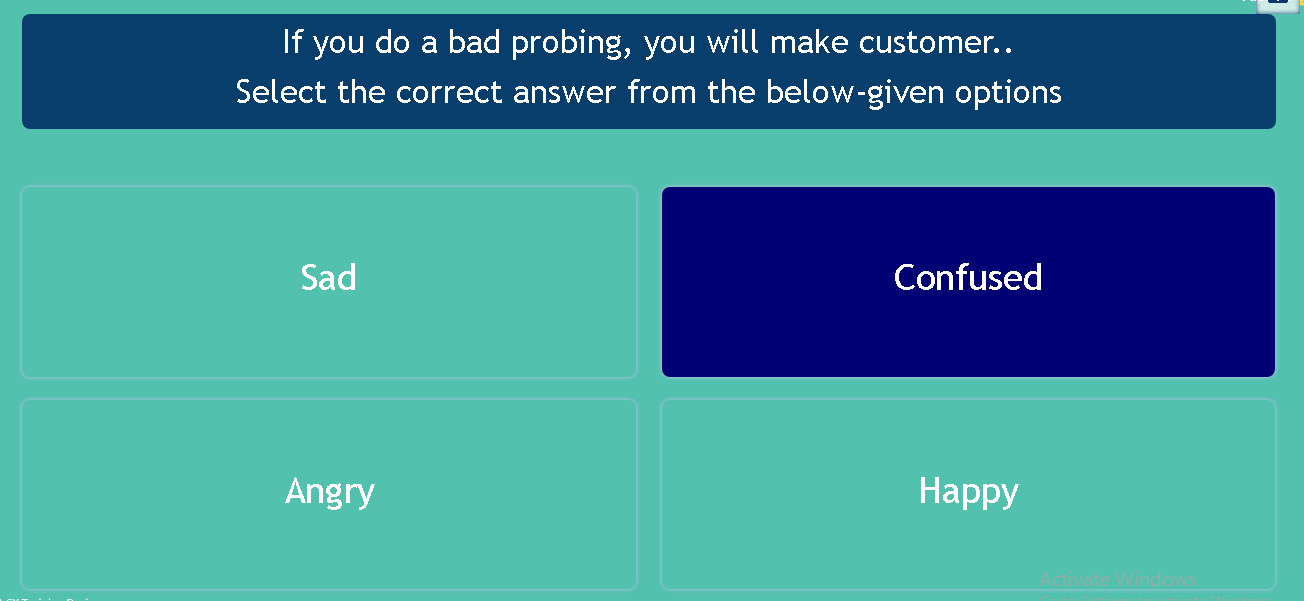 If you do a bad probing, you will make customer..
Select the correct answer from the below-given options
Sad
Confused
Angry
Happy
Activate Windows